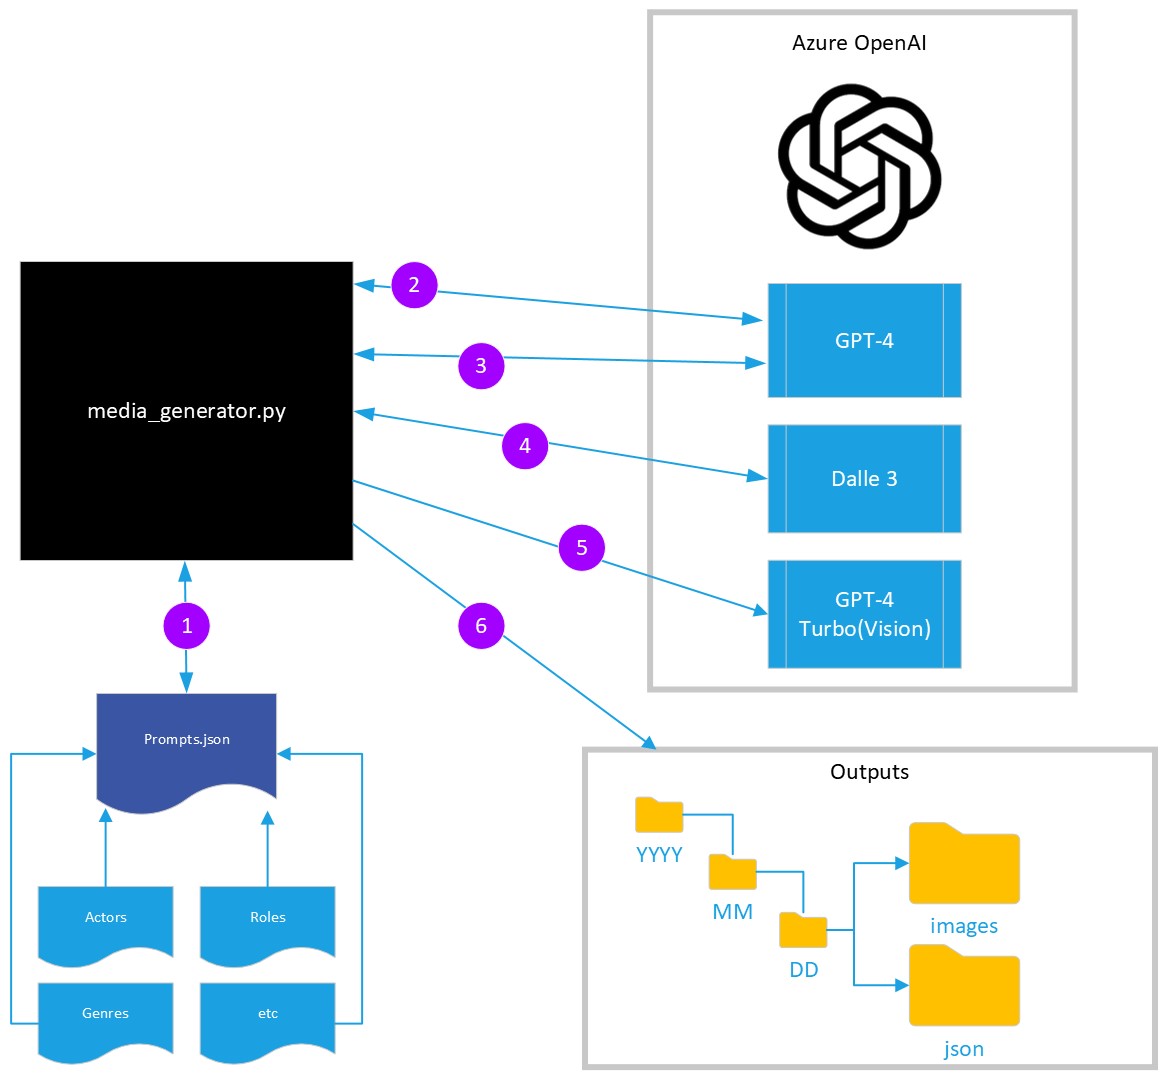 Azure OpenAI
2
GPT-4
3
media_generator.py
4
Dalle 3
5
GPT-4
Turbo(Vision)
1
6
Prompts.json
Outputs
YYYY
MM
Actors
Roles
images
DD
Genres
etc
json